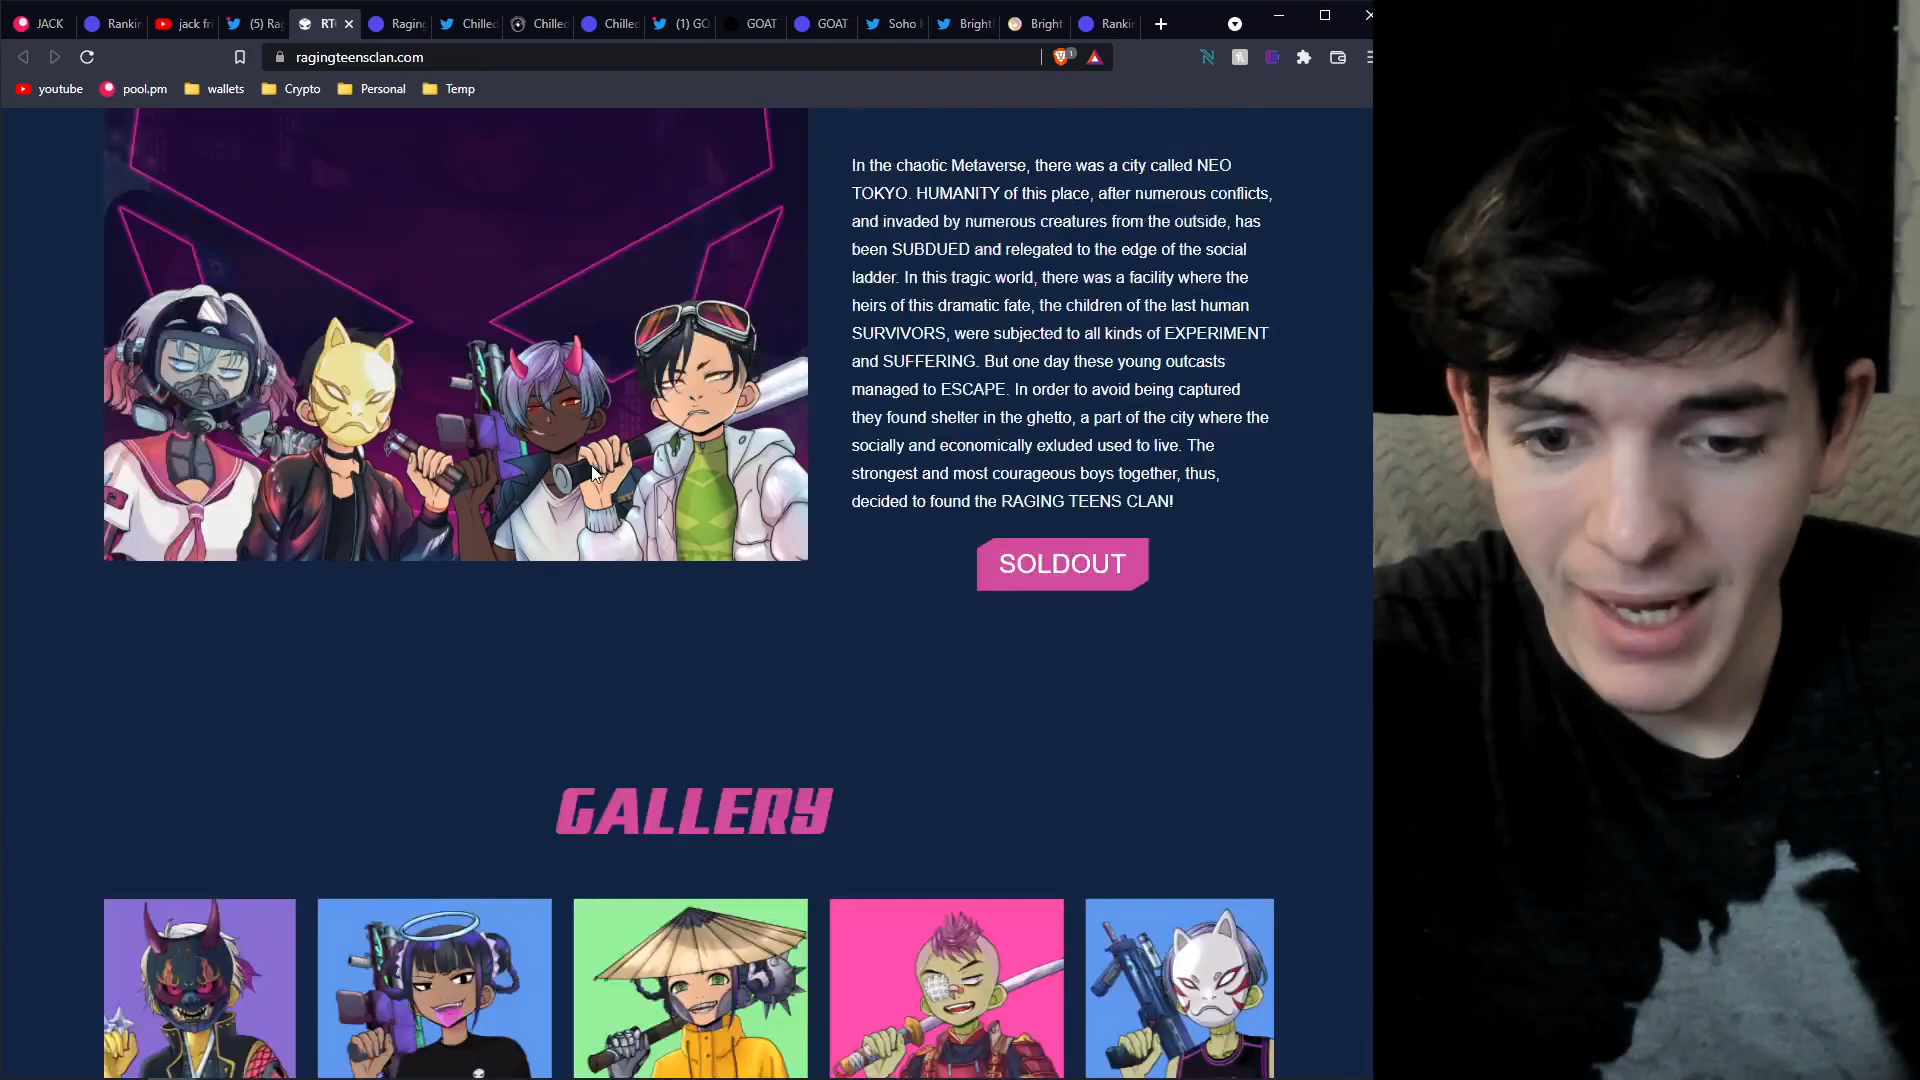 JACK
Rankin
jack fri
(5) Rag
RT
Raging
Chilled
Chilled
Chilled
(1) GO
GOAT
GOAT
Soho
Bright
Bright
Rankin
ragingteensclan.com
1
youtube
pool.pm
wallets
Crypto
Personal
Temp
In the chaotic Metaverse, there was a city called NEO
TOKYO. HUMANITY of this place, after numerous conflicts,
and invaded by numerous creatures from the outside, has
been SUBDUED and relegated to the edge of the social
ladder. In this tragic world, there was a facility where the
heirs of this dramatic fate, the children of the last human
SURVIVORS, were subjected to all kinds of EXPERIMENT
and SUFFERING. But one day these young outcasts
managed to ESCAPE. In order to avoid being captured
they found shelter in the ghetto, a part of the city where the
socially and economically exluded used to live. The
strongest and most courageous boys together, thus,
decided to found the RAGING TEENS CLAN!
SOLDOUT
GALLERY